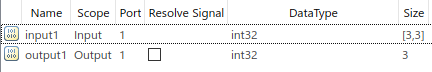 Name Scope Port Resolve Signal DataType Size
input1 Input 1 int32 [3,3]
output1 Output 1 int32 3